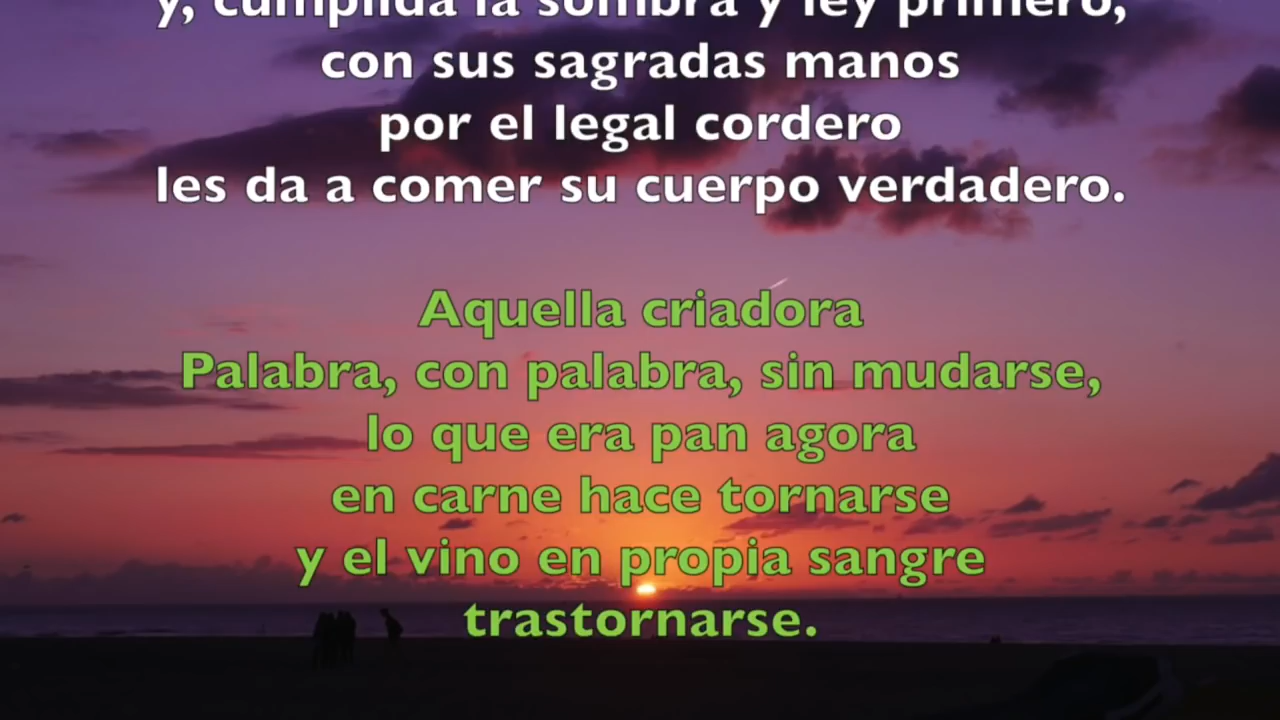 y, cumplida la sombra y ley primero,
con sus sagradas manos
por el legal cordero
les da a comer su cuerpo verdadero.
Aquella criadora
Palabra, con palabra, sin mudarse,
lo que era pan agora
en carne hace tornarse
y el vino en propia sangre
trastornarse.